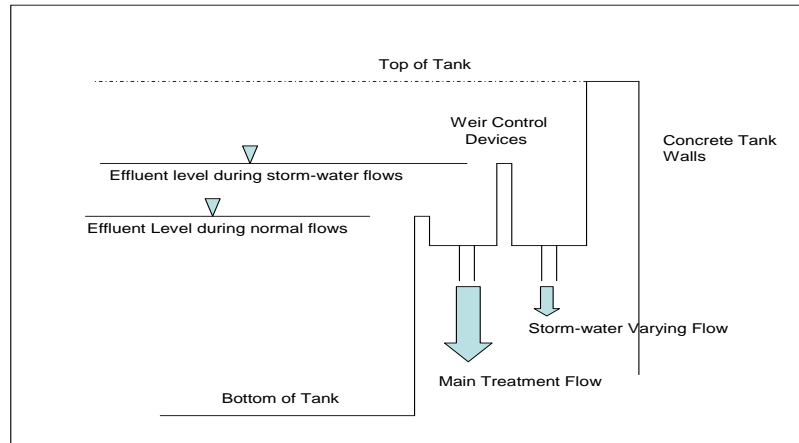 Top of Tank
Weir Control
Devices
Concrete Tank
Walls
Effluent level during storm-water flows
Effluent Level during normal flows
Storm-water Varying Flow
Main Treatment Flow
Bottom of Tank